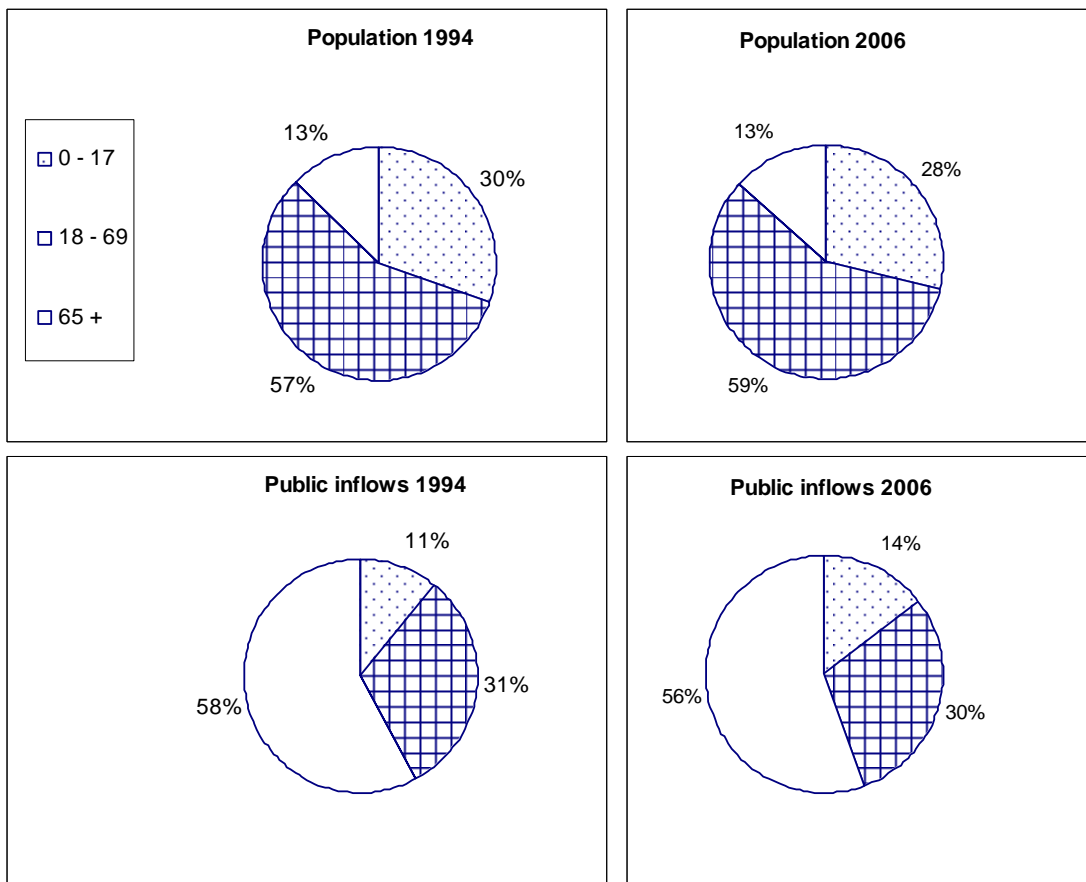 Population 1994
0 - 17
18 - 69
65 +
13%
30%
57%
Population 2006
13%
28%
59%
Public inflows 1994
11%
31%
58%
Public inflows 2006
14%
30%
56%